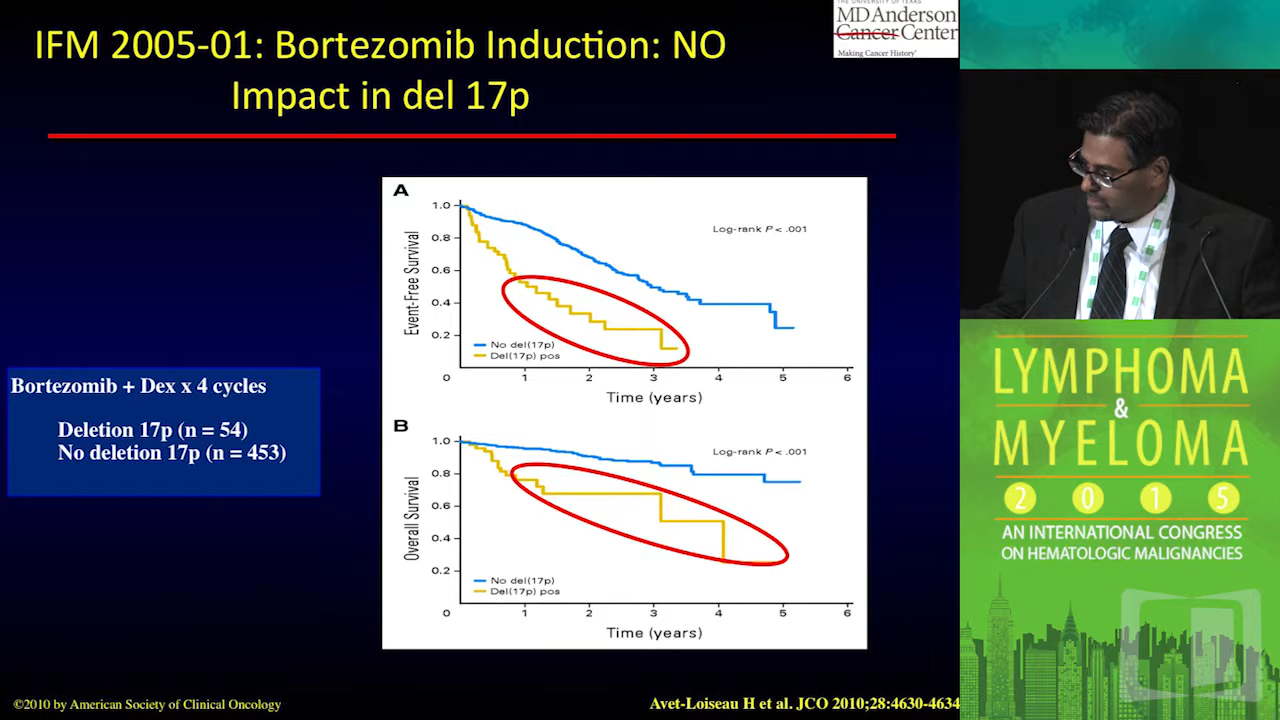 IFM 2005-01: Bortezomib Induction: NO
Impact in del 17p
THE UNIVERSITY OF TEXAS
MD Anderson
Cancer Center
Making Cancer History®
A
1.0
0.8
0.6
0.4
0.2
0
1
2
3
4
5
6
Event-Free Survival
Log-rank P < .001
No del(17p)
Del(17p) pos
Time (years)
Bortezomib + Dex x 4 cycles
Deletion 17p (n = 54)
No deletion 17p (n = 453)
B
1.0
0.8
0.6
0.4
0.2
0
1
2
3
4
5
6
Overall Survival
Log-rank P < .001
No del(17p)
Del(17p) pos
Time (years)
©2010 by American Society of Clinical Oncology
Avet-Loiseau H et al. JCO 2010;28:4630-4634
LYMPHOMA
&
MYELOMA
2 0 1 5
AN INTERNATIONAL CONGRESS
ON HEMATOLOGIC MALIGNANCIES